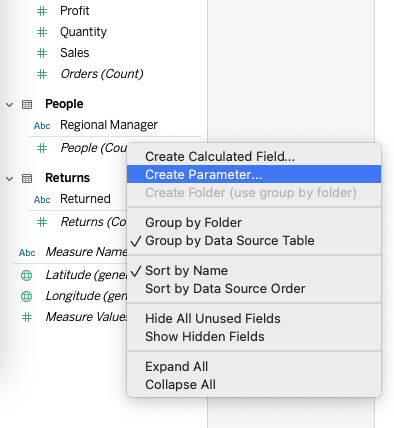 Profit
Quantity
Sales
Orders (Count)
People
Abc Regional Manager
People (Cou
Create Calculated Field...
Create Parameter...
Create Folder (use group by folder)
Group by Folder
Group by Data Source Table
Sort by Name
Sort by Data Source Order
Hide All Unused Fields
Show Hidden Fields
Expand All
Collapse All
Returns
Abc Returned
Returns (Co
Abc Measure Name
Latitude (gene
Longitude (gen
Measure Values